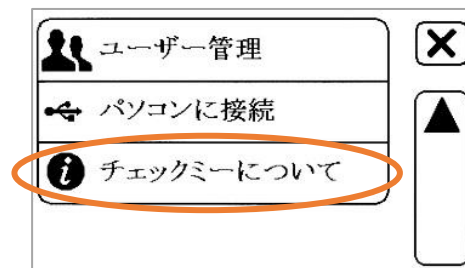 ユーザー管理
パソコンに接続
チェックミーについて